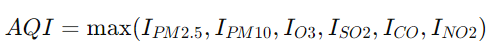 AQI = max(I_{PM2.5}, I_{PM10}, I_{O3}, I_{SO2}, I_{CO}, I_{NO2})